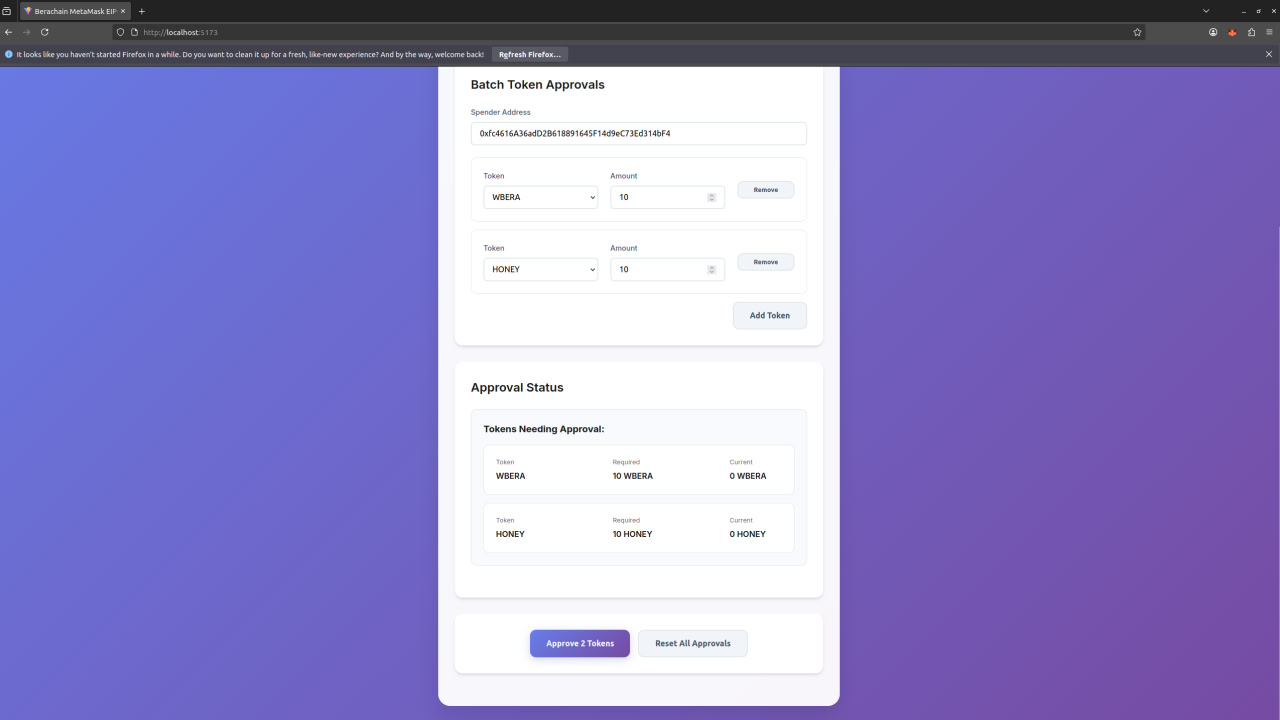 Berachain MetaMask EIP
http://localhost:5173
It looks like you haven't started Firefox in a while. Do you want to clean it up for a fresh, like-new experience? And by the way, welcome back! Refresh Firefox…
Batch Token Approvals
Spender Address
0xfc4616A36adD2B618891645F14d9eC73Ed314bF4
Token Amount
WBERA 10 Remove
Token Amount
HONEY 10 Remove
Add Token
Approval Status
Tokens Needing Approval:
Token Required Current
WBERA 10 WBERA 0 WBERA
Token Required Current
HONEY 10 HONEY 0 HONEY
Approve 2 Tokens Reset All Approvals